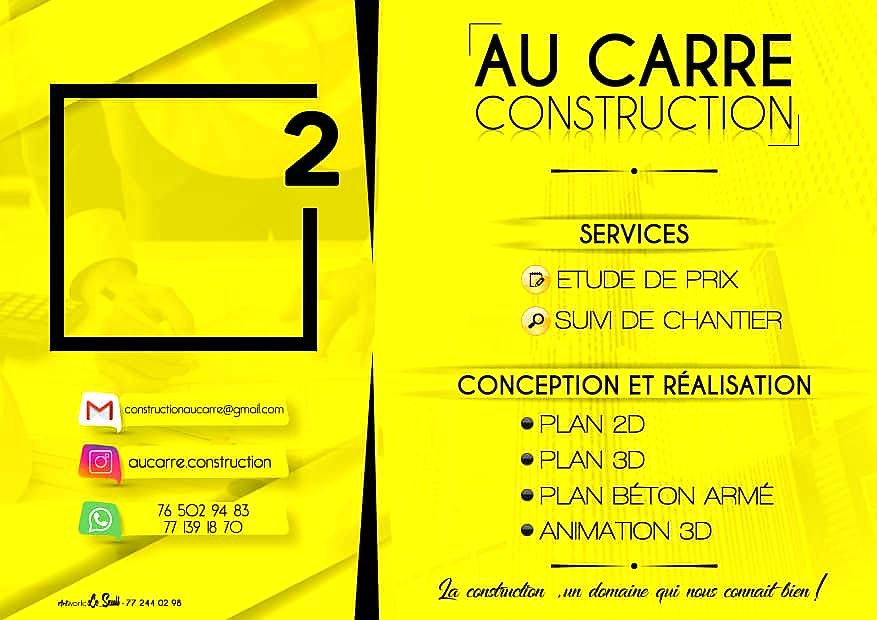 2
constructionaucarre@gmail.com
aucarre.construction
76 502 94 83
77 139 18 70
Artwork: - 77 244 02 98
AU CARRE
CONSTRUCTION
SERVICES
ETUDE DE PRIX
SUIVI DE CHANTIER
CONCEPTION ET RÉALISATION
PLAN 2D
PLAN 3D
PLAN BÉTON ARMÉ
ANIMATION 3D
La construction ,un domaine qui nous connait bien !